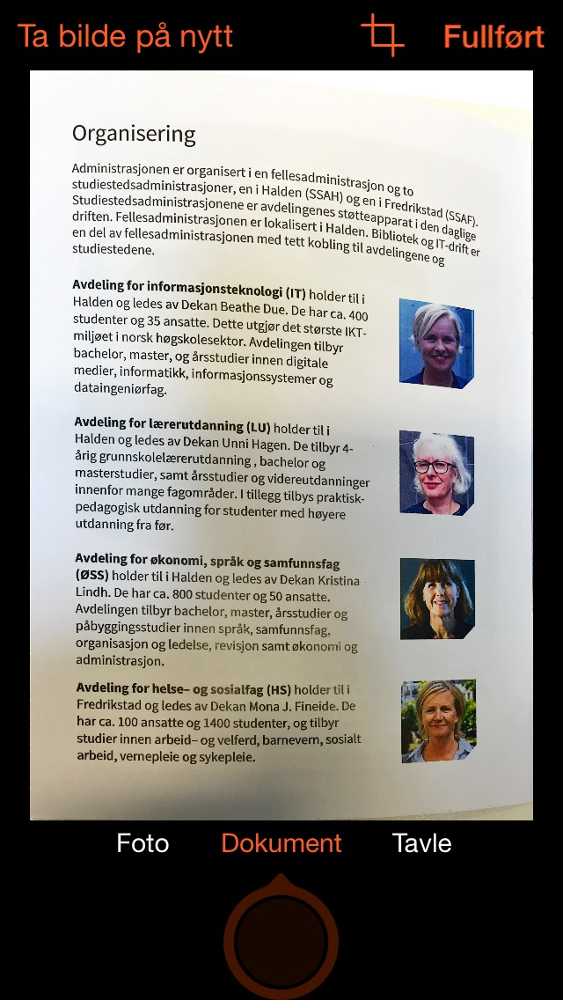 Ta bilde på nytt
Fullført
Organisering
Administrasjonen er organisert i en fellesadministrasjon og to
studiestedsadministrasjoner, en i Halden (SSAH) og en i Fredrikstad (SSAF).
Studiestedsadministrasjonene er avdelingenes støtteapparat i den daglige
driften. Fellesadministrasjonen er lokalisert i Halden. Bibliotek og IT-drift er
en del av fellesadministrasjonen med tett kobling til avdelingene og
studiestedene.
Avdeling for informasjonsteknologi (IT) holder til i
Halden og ledes av Dekan Beathe Due. De har ca. 400
studenter og 35 ansatte. Dette utgjør det største IKT-
miljøet i norsk høgskolesektor. Avdelingen tilbyr
bachelor, master, og årsstudier innen digitale
medier, informatikk, informasjonssystemer og
dataingeniørfag.
Avdeling for lærerutdanning (LU) holder til i
Halden og ledes av Dekan Unni Hagen. De tilbyr 4-
årig grunnskolelærerutdanning , bachelor og
masterstudier, samt årsstudier og videreutdanninger
innenfor mange fagområder. I tillegg tilbys praktisk-
pedagogisk utdanning for studenter med høyere
utdanning fra før.
Avdeling for økonomi, språk og samfunnsfag
(ØSS) holder til i Halden og ledes av Dekan Kristina
Lindh. De har ca. 800 studenter og 50 ansatte.
Avdelingen tilbyr bachelor, master, årsstudier og
påbyggingsstudier innen språk, samfunnsfag,
organisasjon og ledelse, revisjon samt økonomi og
administrasjon.
Avdeling for helse– og sosialfag (HS) holder til i
Fredrikstad og ledes av Dekan Mona J. Fineide. De
har ca. 100 ansatte og 1400 studenter, og tilbyr
studier innen arbeid– og velferd, barnevern, sosialt
arbeid, vernepleie og sykepleie.
Foto
Dokument
Tavle